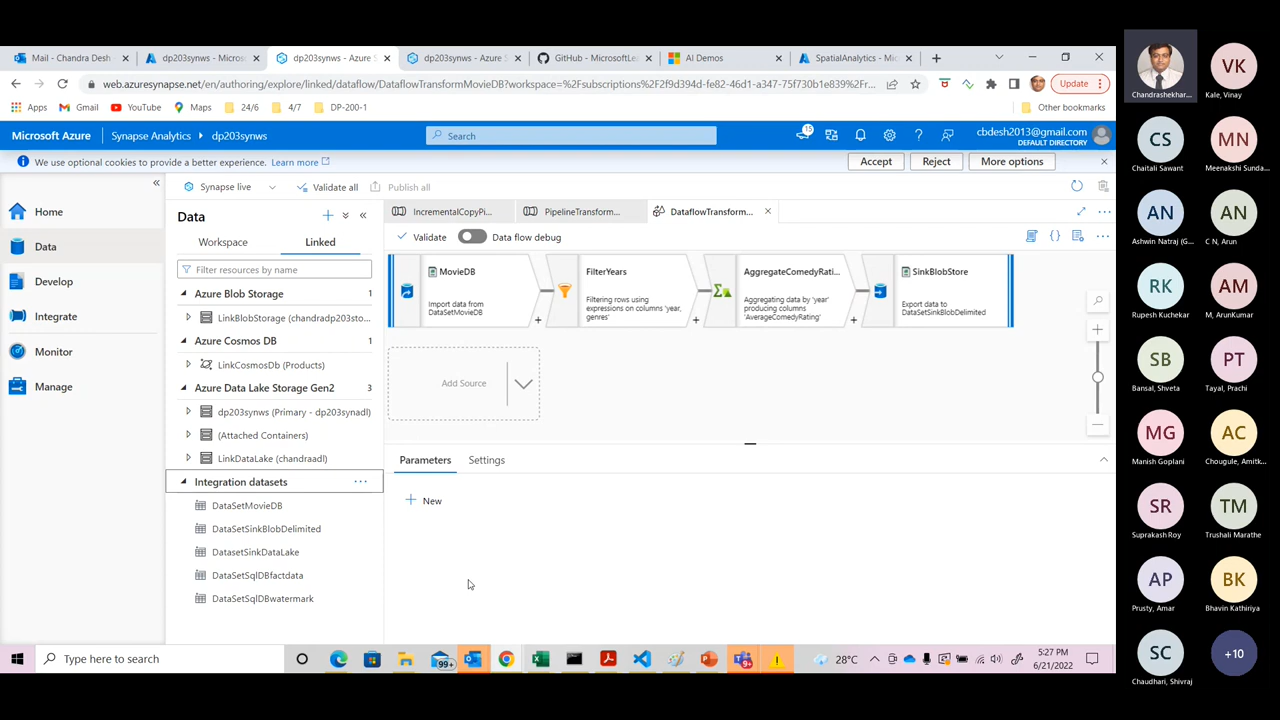 Mail - Chandra Desh
dp203synws - Micros
dp203synws - Azure S
dp203synws - Azure S
GitHub - MicrosoftLe
AI Demos
SpatialAnalytics - Mic
web.azuresynapse.net/en/authoring/explore/linked/dataflow/DataflowTransformMovieDB?workspace=%2Fsubscriptions%2F2f9d394d-fe82-46d1-a347-75f730b1e839%2Fr...
Update
Apps
Gmail
YouTube
Maps
24/6
4/7
DP-200-1
Other bookmarks
Microsoft Azure
Synapse Analytics
dp203synws
Search
15
cbdesh2013@gmail.com
DEFAULT DIRECTORY
We use optional cookies to provide a better experience. Learn more
Accept
Reject
More options
Synapse live
Validate all
Publish all
Home
Data
Develop
Integrate
Monitor
Manage
Data
Workspace
Linked
Filter resources by name
Azure Blob Storage 1
LinkBlobStorage (chandradp203sto...
Azure Cosmos DB 1
LinkCosmosDb (Products)
Azure Data Lake Storage Gen2 3
dp203synws (Primary - dp203synadl)
(Attached Containers)
LinkDataLake (chandraadl)
Integration datasets ...
DataSetMovieDB
DataSetSinkBlobDelimited
DatasetSinkDataLake
DataSetSqlDBfactdata
DataSetSqlDBwatermark
IncrementalCopyPi...
PipelineTransform...
DataflowTransform...
Validate
Data flow debug
MovieDB
Import data from
DataSetMovieDB
FilterYears
Filtering rows using
expressions on columns 'year,
genres'
AggregateComedyRati...
Aggregating data by 'year'
producing columns
'AverageComedyRating'
SinkBlobStore
Export data to
DataSetSinkBlobDelimited
Add Source
Parameters
Settings
New
Type here to search
99+
9+
28°C
5:27 PM
6/21/2022
Chandrashekhar...
VK
Kale, Vinay
CS
Chaitali Sawant
MN
Meenakshi Sunda...
AN
Ashwin Natraj (G...
AN
C N, Arun
RK
Rupesh Kuchekar
AM
M, ArunKumar
SB
Bansal, Shveta
PT
Tayal, Prachi
MG
Manish Goplani
AC
Chougule, Amitk...
SR
Suprakash Roy
TM
Trushali Marathe
AP
Prusty, Amar
BK
Bhavin Kathiriya
SC
Chaudhari, Shivraj
+10